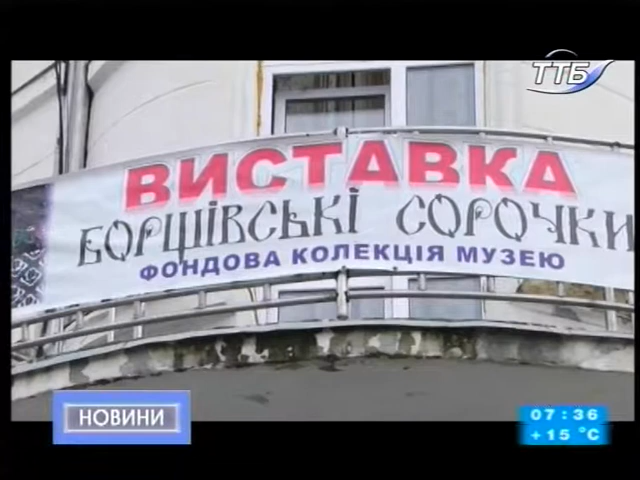 ТТБ
ВИСТАВКА
БОРЩІВСЬКІ СОРОЧКИ
ФОНДОВА КОЛЕКЦІЯ МУЗЕЮ
НОВИНИ
07:36
+15 °C